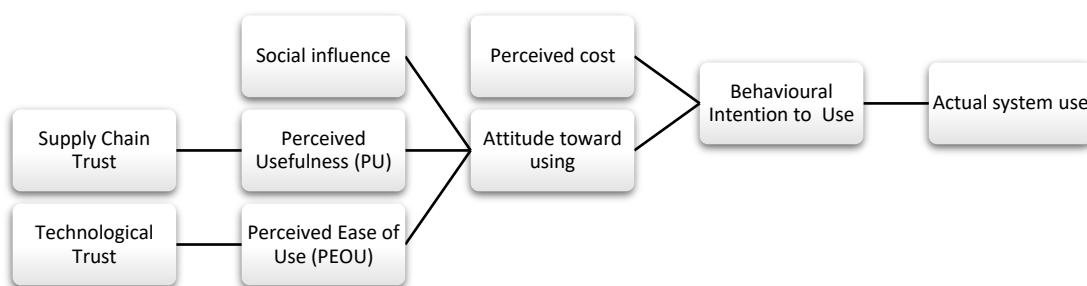 Social influence
Perceived cost
Supply Chain
Trust
Perceived
Usefulness (PU)
Attitude toward
using
Behavioural
Intention to Use
Actual system use
Technological
Trust
Perceived Ease of
Use (PEOU)